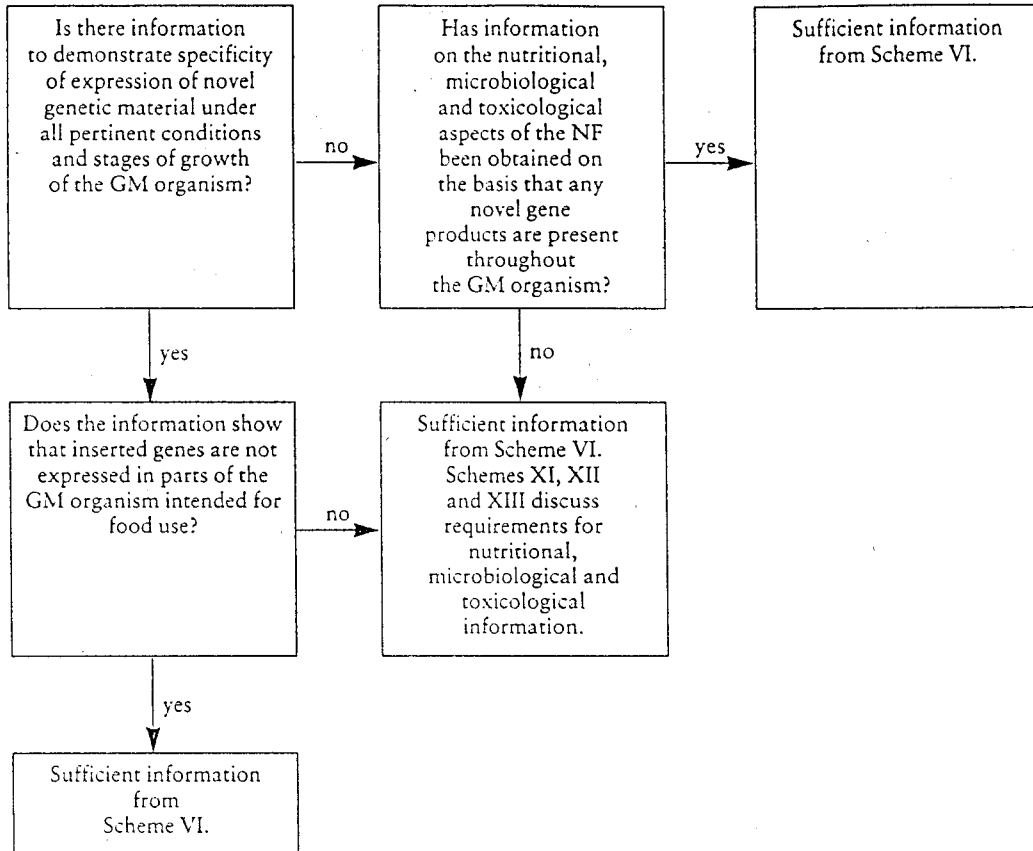 Is there information
to demonstrate specificity
of expression of novel
genetic material under
all pertinent conditions
and stages of growth
of the GM organism?
no
Has information
on the nutritional,
microbiological
and toxicological
aspects of the NF
been obtained on
the basis that any
novel gene
products are present
throughout
the GM organism?
yes
Sufficient information
from Scheme VI.
yes
no
Does the information show
that inserted genes are not
expressed in parts of the
GM organism intended for
food use?
no
Sufficient information
from Scheme VI.
Schemes XI, XII
and XIII discuss
requirements for
nutritional,
microbiological and
toxicological
information.
yes
Sufficient information
from
Scheme VI.